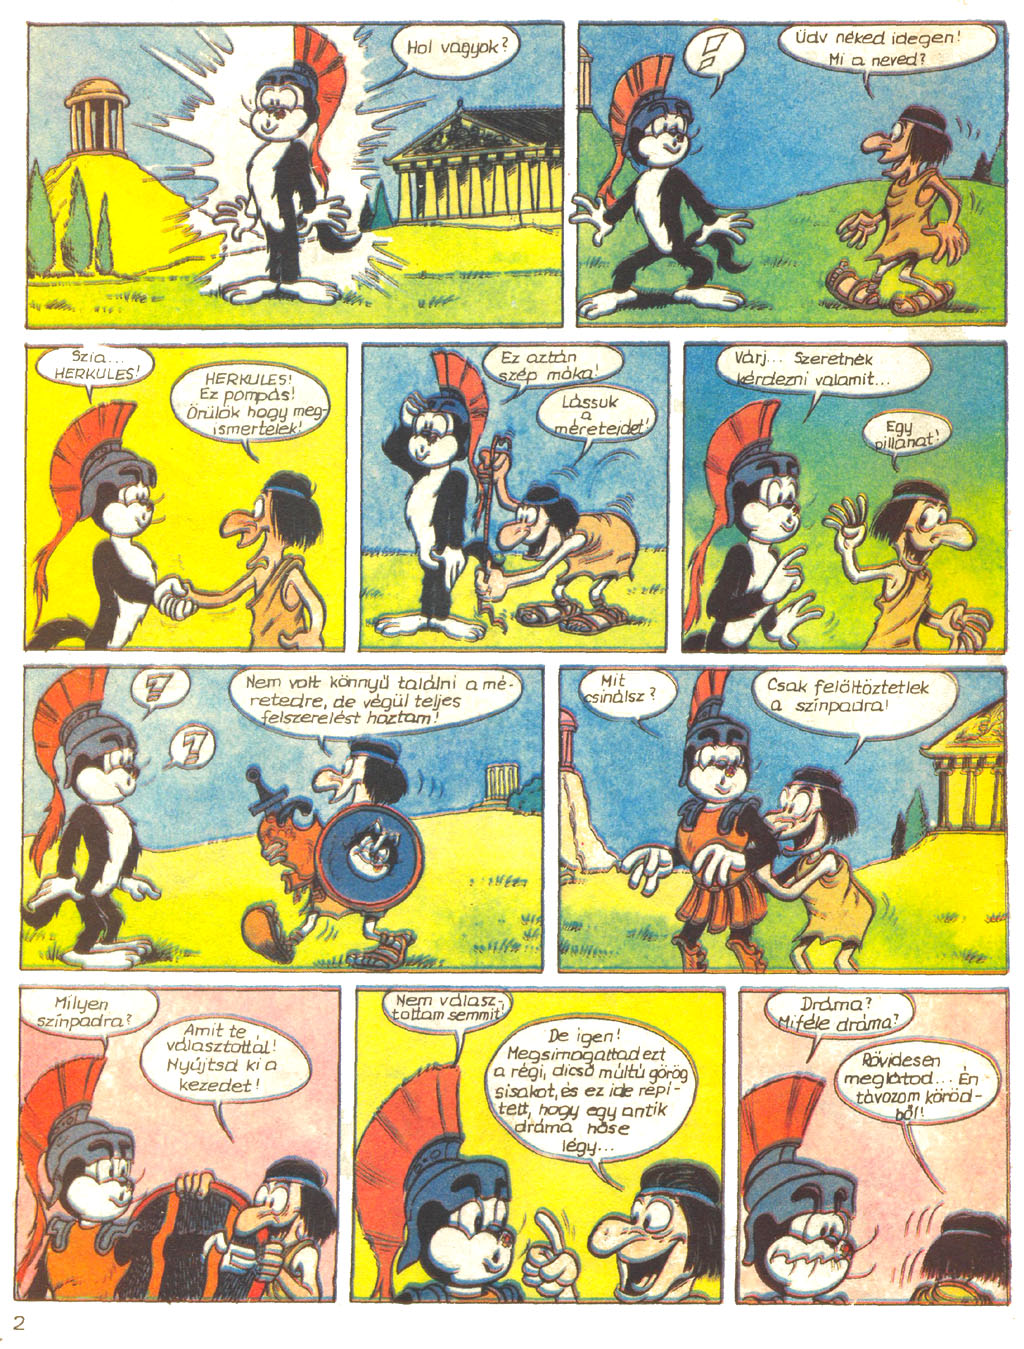 Hol vagyok?
Üdv néked idegen!
Mi a neved?
Szia...
HERKULES!
HERKULES!
Ez pompás!
Örülök hogy meg-
ismertelek!
Ez aztán
szép móka!
Lássuk
a
méreteidet!
Várj... Szeretnék
kérdezni valamit...
Egy
pillanat!
?
?
Nem volt könnyű találni a mé-
retedre, de végül teljes
felszerelést hoztam!
Mit
csinálsz?
Csak felöltöztetlek
a színpadra!
Milyen
színpadra?
Amit te
választottál!
Nyújtsd ki a
kezedet!
Nem válasz-
tottam semmit!
De igen!
Megsimogattad ezt
a régi, dicső múltú görög
sisakot, és ez ide repí
tett, hogy egy antik
dráma hőse
légy...
Dráma?
Miféle dráma?
Rövidesen
meglátod... Én
távozom köröd-
ből!
2